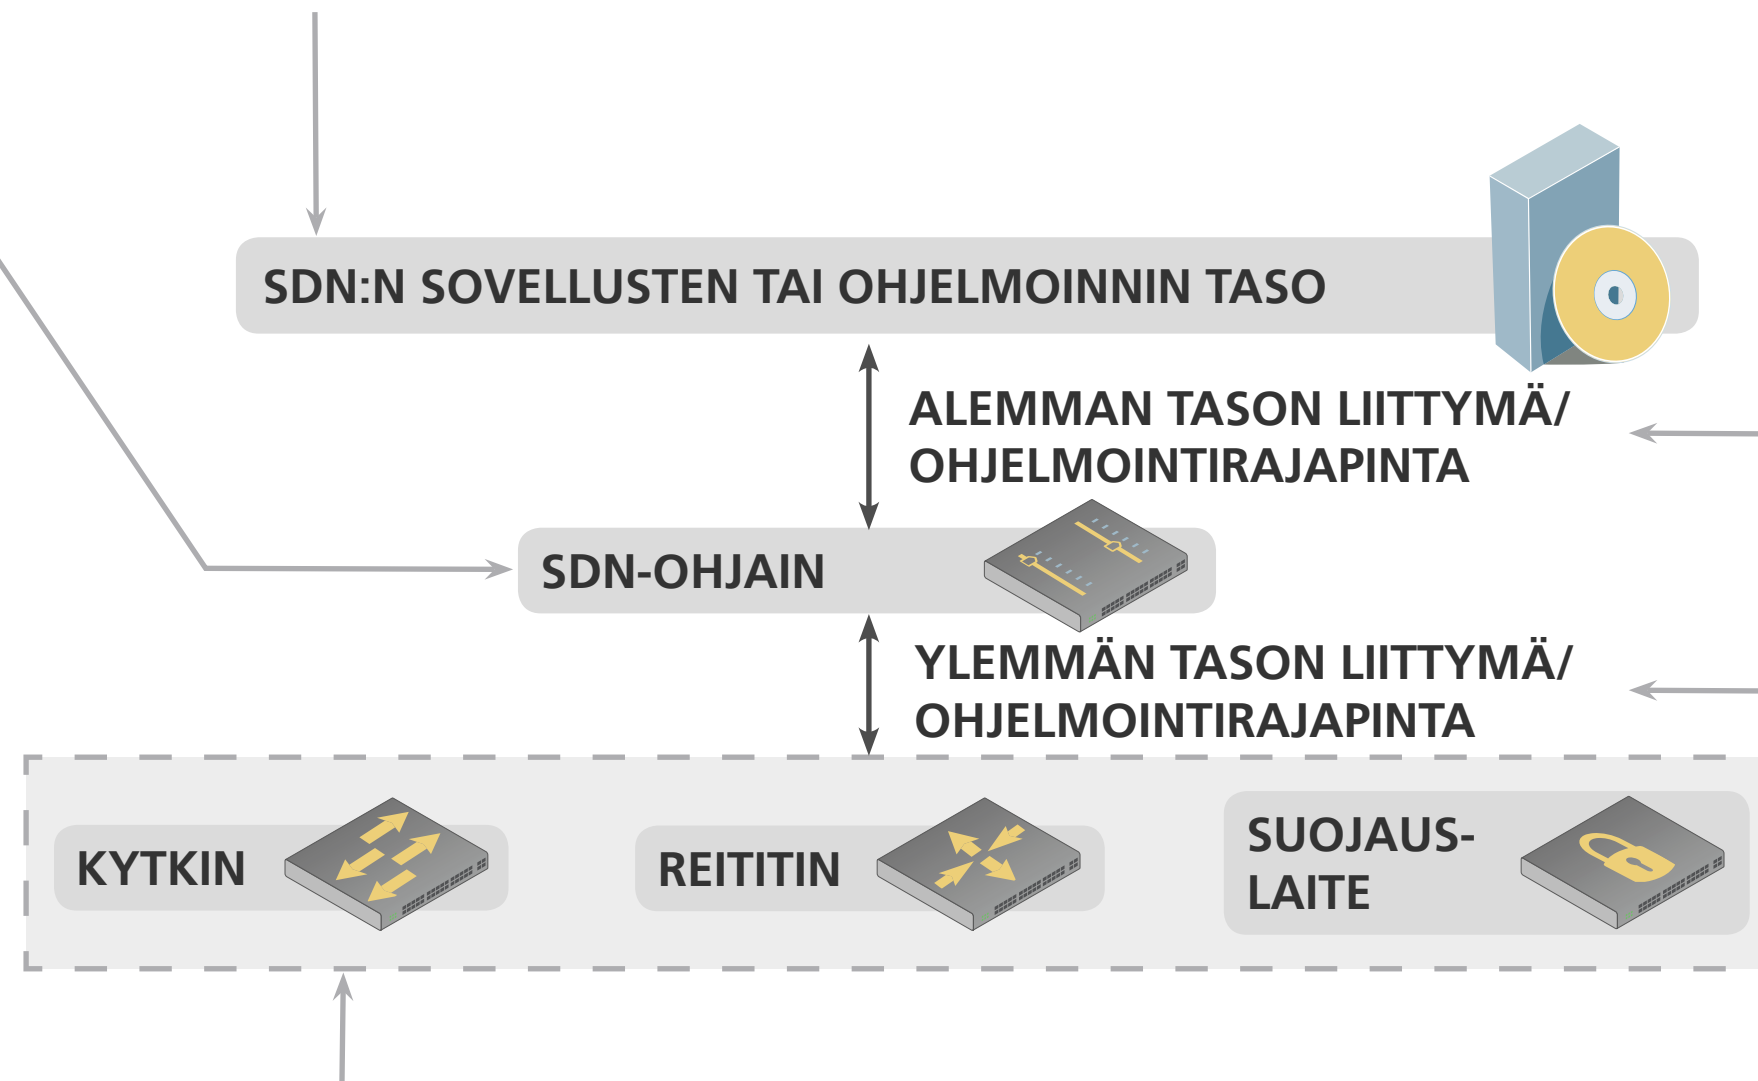 SDN:N SOVELLUSTEN TAI OHJELMOINNIN TASO
ALEMMAN TASON LIITTYMÄ/
OHJELMOINTIRAJAPINTA
SDN-OHJAIN
YLEMMÄN TASON LIITTYMÄ/
OHJELMOINTIRAJAPINTA
KYTKIN
REITITIN
SUOJAUS-
LAITE